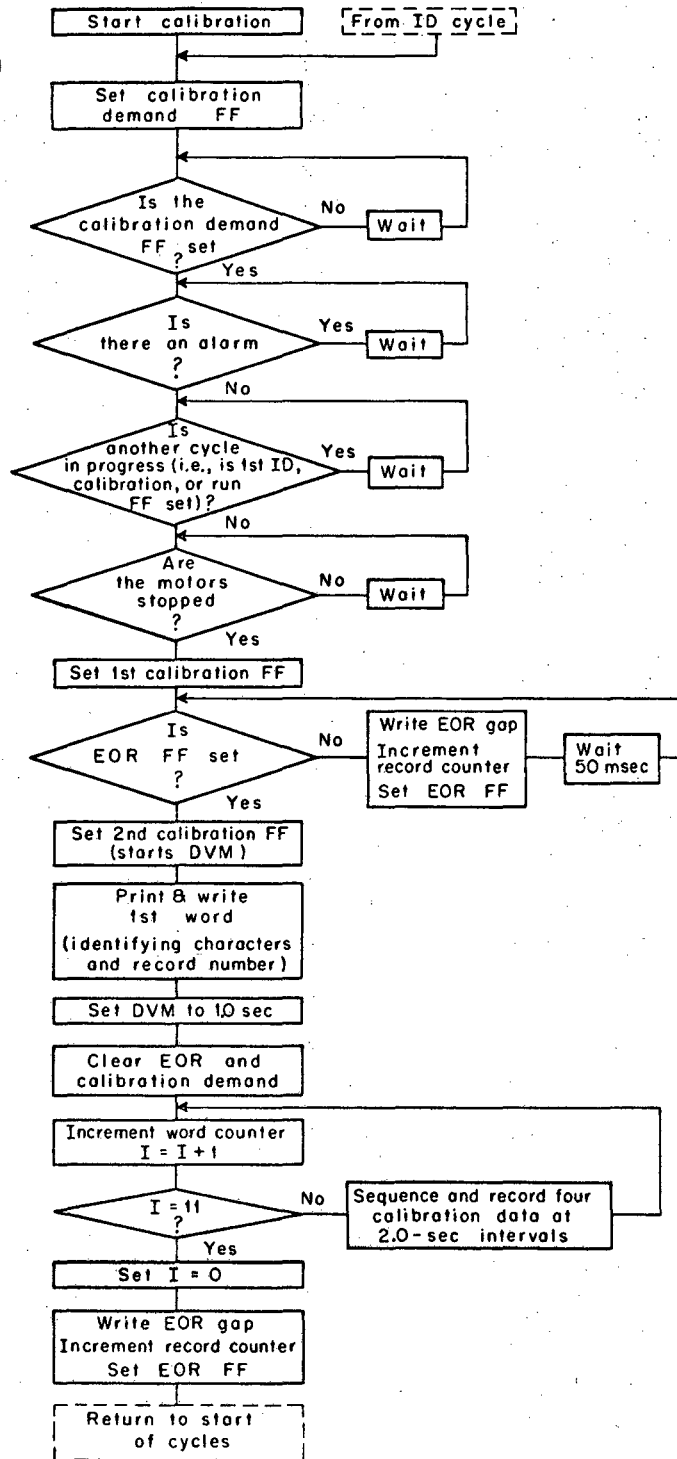 Start calibration
From ID cycle
Set calibration
demand FF
Is the
calibration demand
FF set
?
No
Wait
Yes
Is
there an alarm
?
Yes
Wait
No
Is
another cycle
in progress (i.e., is 1st ID,
calibration, or run
FF set)?
Yes
Wait
No
Are
the motors
stopped
?
No
Wait
Yes
Set 1st calibration FF
Is
EOR FF set
?
No
Write EOR gap
Increment
record counter
Set EOR FF
Wait
50 msec
Yes
Set 2nd calibration FF
(starts DVM)
Print & write
1st word
(identifying characters
and record number)
Set DVM to 1.0 sec
Clear EOR and
calibration demand
Increment word counter
I = I + 1
I = 11
?
No
Sequence and record four
calibration data at
2.0-sec intervals
Yes
Set I = 0
Write EOR gap
Increment record counter
Set EOR FF
Return to start
of cycles